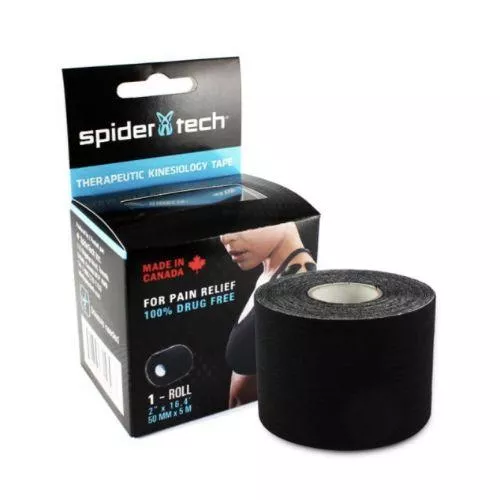 spider tech
THERAPEUTIC KINESIOLOGY TAPE
MADE IN
CANADA
FOR PAIN RELIEF
100% DRUG FREE
1 - ROLL
2" x 16.4'
50 MM x 5 M